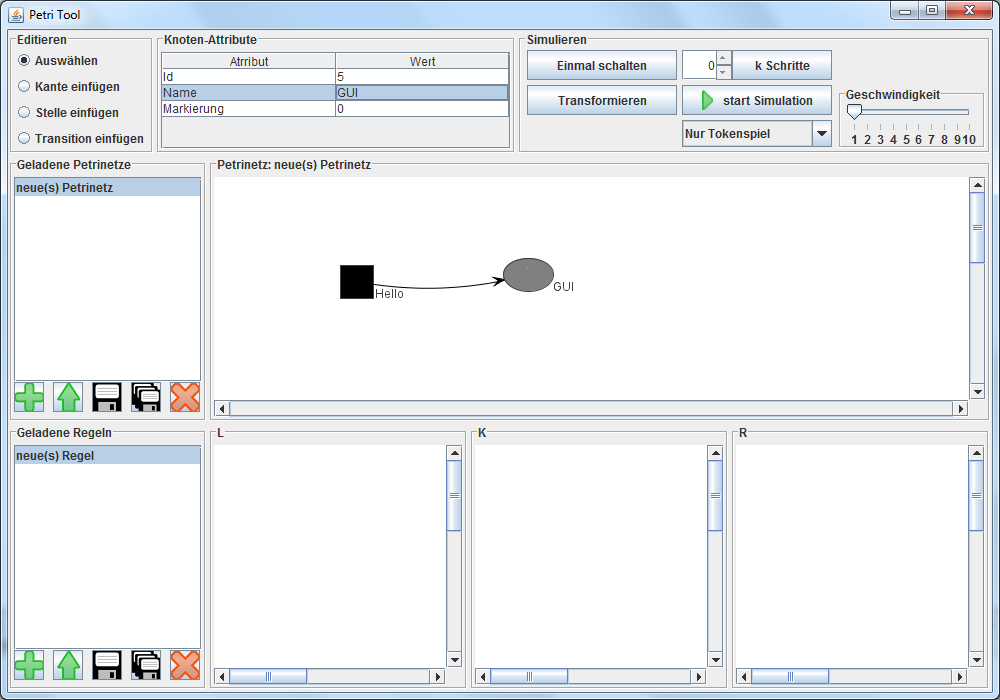 Petri Tool
Editieren
Auswählen
Kante einfügen
Stelle einfügen
Transition einfügen
Knoten-Attribute
Atrribut Wert
Id 5
Name GUI
Markierung 0
Simulieren
Einmal schalten
0
k Schritte
Transformieren
start Simulation
Nur Tokenspiel
Geschwindigkeit
1 2 3 4 5 6 7 8 9 10
Geladene Petrinetze
neue(s) Petrinetz
Petrinetz: neue(s) Petrinetz
Hello
GUI
Geladene Regeln
neue(s) Regel
L
K
R